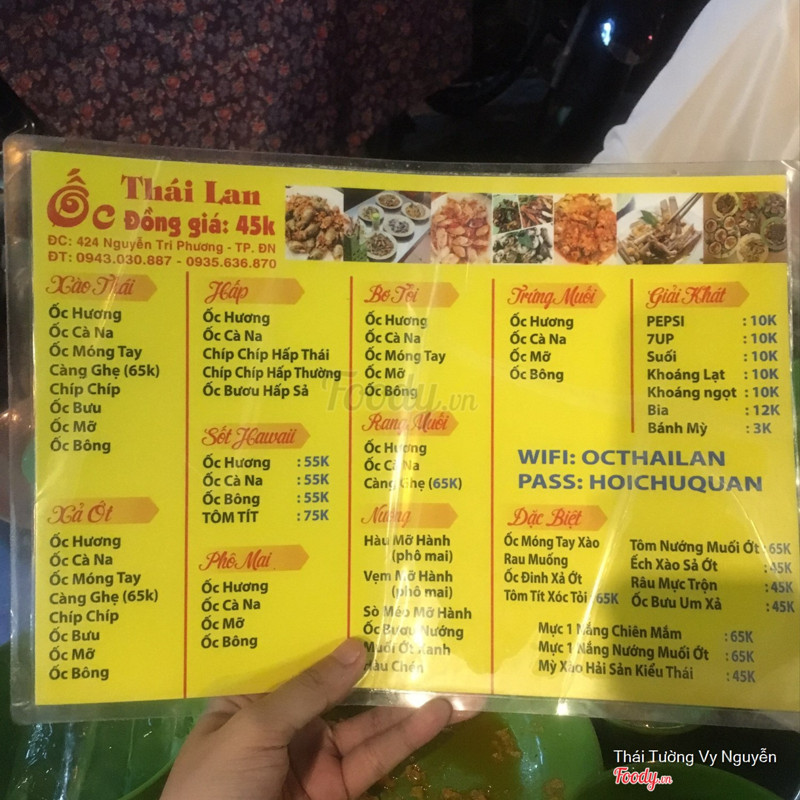 Ốc Thái Lan
Đồng giá: 45k
ĐC: 424 Nguyễn Tri Phương - TP. ĐN
ĐT: 0943.030.887 - 0935.636.870
Xào Thái
Ốc Hương
Ốc Cà Na
Ốc Móng Tay
Càng Ghẹ (65k)
Chíp Chíp
Ốc Bưu
Ốc Mỡ
Ốc Bông
Xả Ớt
Ốc Hương
Ốc Cà Na
Ốc Móng Tay
Càng Ghẹ (65k)
Chíp Chíp
Ốc Bưu
Ốc Mỡ
Ốc Bông
Hấp
Ốc Hương
Ốc Cà Na
Chíp Chíp Hấp Thái
Chíp Chíp Hấp Thường
Ốc Bươu Hấp Sả
Sốt Hawaii
Ốc Hương : 55K
Ốc Cà Na : 55K
Ốc Bông : 55K
TÔM TÍT : 75K
Phô Mai
Ốc Hương
Ốc Cà Na
Ốc Mỡ
Ốc Bông
Bơ Tỏi
Ốc Hương
Ốc Cà Na
Ốc Móng Tay
Ốc Mỡ
Ốc Bông
Rang Muối
Ốc Hương
Ốc Cà Na
Càng Ghẹ (65K)
Nướng
Hàu Mỡ Hành
(phô mai)
Vẹm Mỡ Hành
(phô mai)
Sò Méo Mỡ Hành
Ốc Bươu Nướng
Muối Ớt Xanh
Hàu Chén
Trứng Muối
Ốc Hương
Ốc Cà Na
Ốc Mỡ
Ốc Bông
Giải Khát
PEPSI : 10K
7UP : 10K
Suối : 10K
Khoáng Lạt : 10K
Khoáng ngọt : 10K
Bia : 12K
Bánh Mỳ : 3K
WIFI: OCTHAILAN
PASS: HOICHUQUAN
Đặc Biệt
Ốc Móng Tay Xào
Rau Muống
Ốc Đinh Xả Ớt
Tôm Tít Xóc Tỏi : 65K
Tôm Nướng Muối Ớt : 65K
Ếch Xào Sả Ớt : 45K
Râu Mực Trộn : 45K
Ốc Bưu Um Xả : 45K
Mực 1 Nắng Chiên Mắm : 65K
Mực 1 Nắng Nướng Muối Ớt : 65K
Mỳ Xào Hải Sản Kiểu Thái : 45K
Foody.vn
Thái Tường Vy Nguyễn
Foody.vn